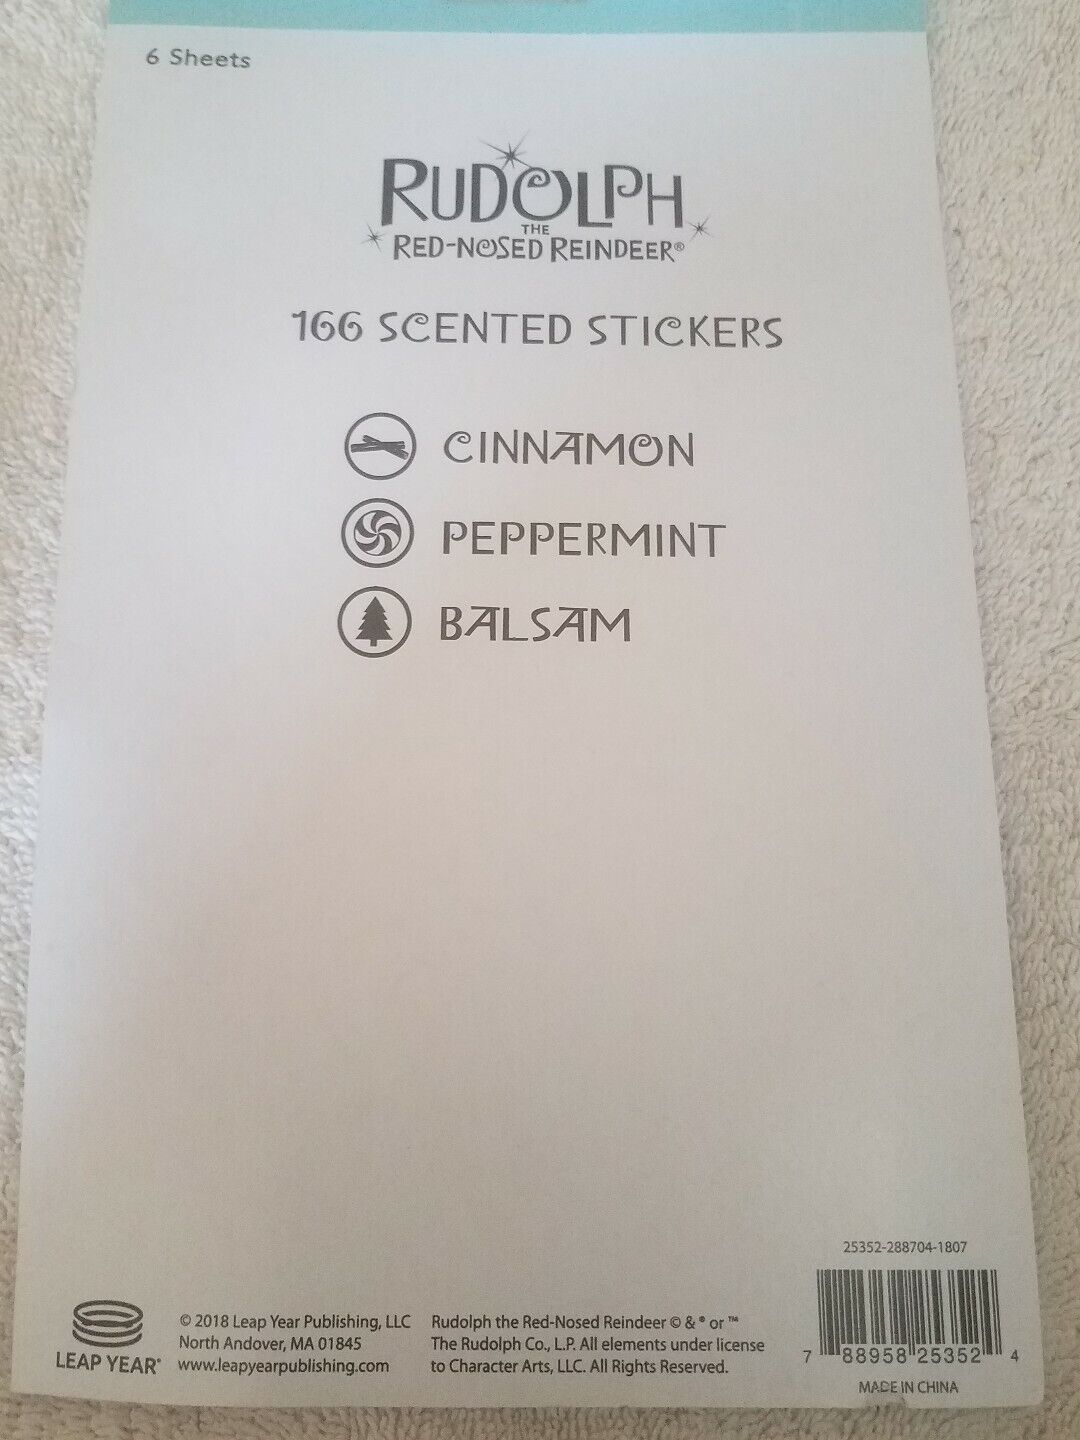 6 Sheets
RUDOLPH
THE
RED-NOSED REINDEER®
166 SCENTED STICKERS
CINNAMON
PEPPERMINT
BALSAM
25352-288704-1807
7 88958 25352 4
MADE IN CHINA
LEAP YEAR®
© 2018 Leap Year Publishing, LLC
North Andover, MA 01845
www.leapyearpublishing.com
Rudolph the Red-Nosed Reindeer © & ® or ™
The Rudolph Co., L.P. All elements under license
to Character Arts, LLC. All Rights Reserved.